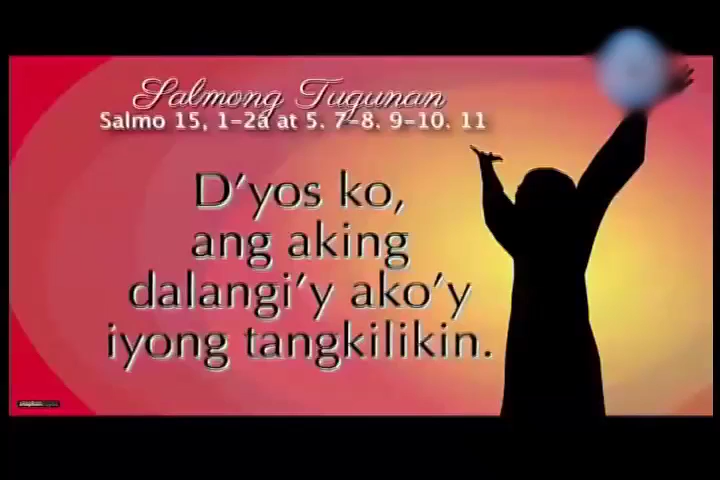 Salmong Tugunan
Salmo 15, 1-2a at 5. 7-8. 9-10. 11
D'yos ko,
ang aking
dalangi'y ako'y
iyong tangkilikin.